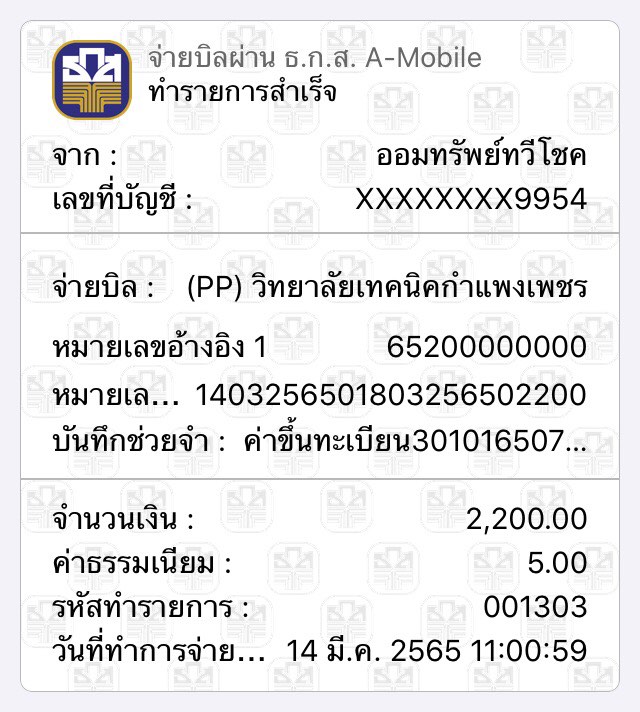 จ่ายบิลผ่าน ธ.ก.ส. A-Mobile
ทำรายการสำเร็จ
จาก : ออมทรัพย์ทวีโชค
เลขที่บัญชี : XXXXXXXX9954
จ่ายบิล : (PP) วิทยาลัยเทคนิคกำแพงเพชร
หมายเลขอ้างอิง 1 65200000000
หมายเล... 1403256501803256502200
บันทึกช่วยจำ : ค่าขึ้นทะเบียน301016507...
จำนวนเงิน : 2,200.00
ค่าธรรมเนียม : 5.00
รหัสทำรายการ : 001303
วันที่ทำการจ่าย... 14 มี.ค. 2565 11:00:59